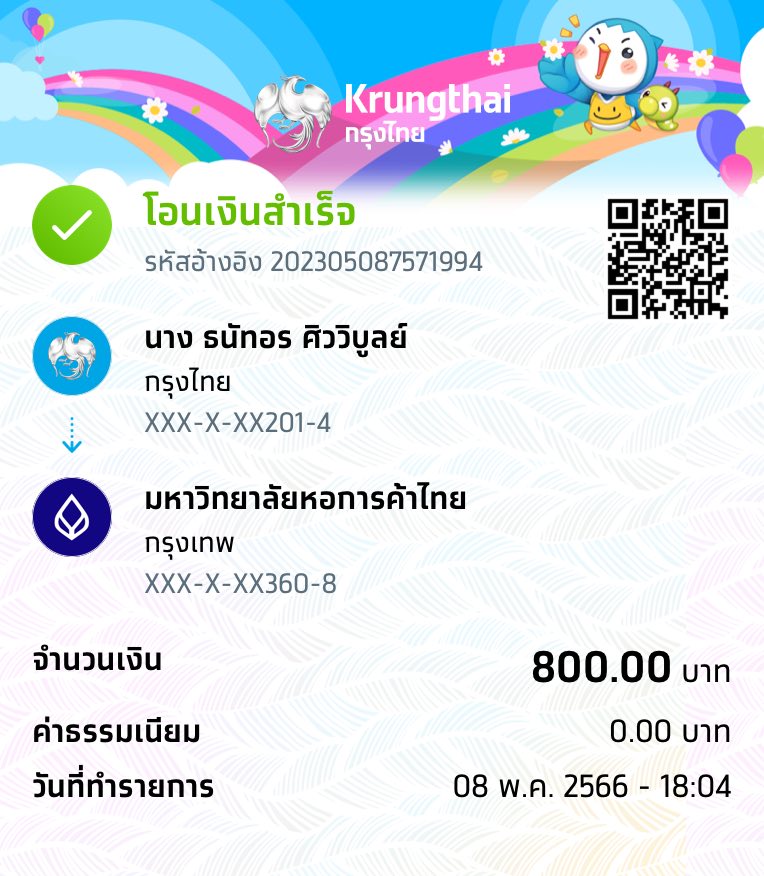 Krungthai
กรุงไทย
โอนเงินสำเร็จ
รหัสอ้างอิง 202305087571994
นาง ธนัทอร ศิววิบูลย์
กรุงไทย
XXX-X-XX201-4
มหาวิทยาลัยหอการค้าไทย
กรุงเทพ
XXX-X-XX360-8
จำนวนเงิน 800.00 บาท
ค่าธรรมเนียม 0.00 บาท
วันที่ทำรายการ 08 พ.ค. 2566 - 18:04